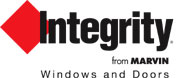 Integrity
from MARVIN
Windows and Doors